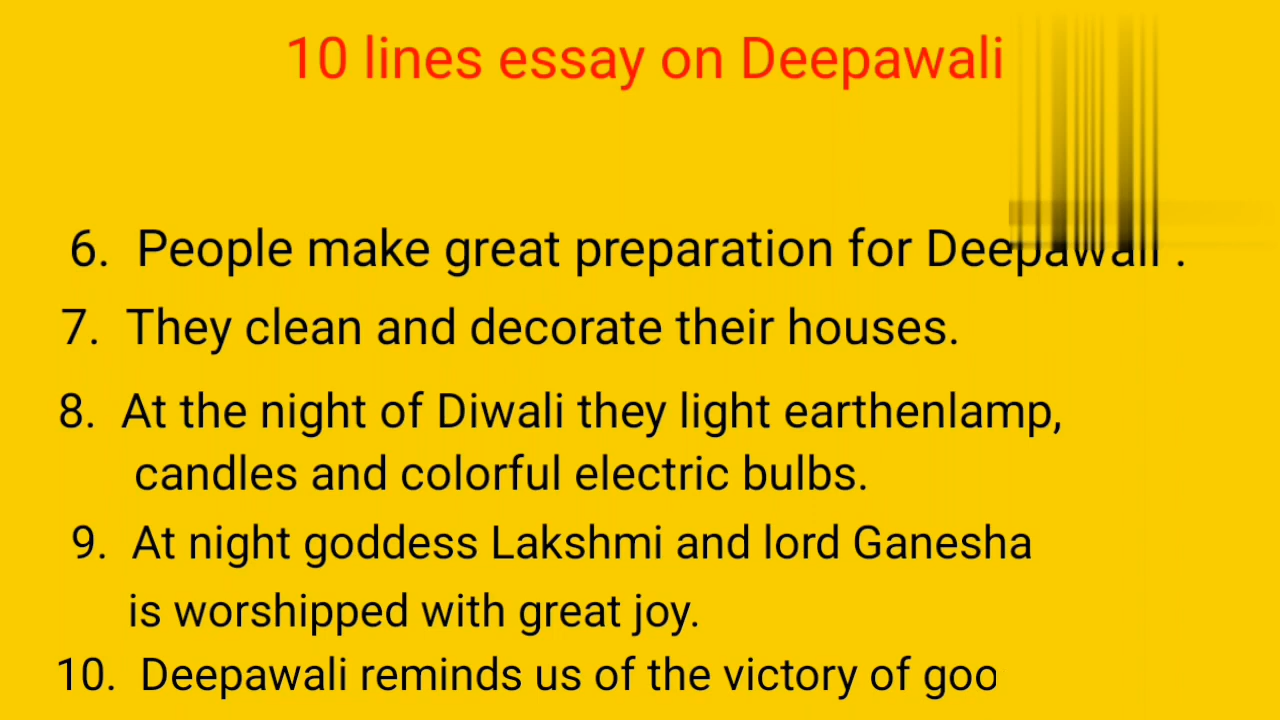 10 lines essay on Deepawali
6. People make great preparation for Deepawali .
7. They clean and decorate their houses.
8. At the night of Diwali they light earthenlamp,
candles and colorful electric bulbs.
9. At night goddess Lakshmi and lord Ganesha
is worshipped with great joy.
10. Deepawali reminds us of the victory of goo